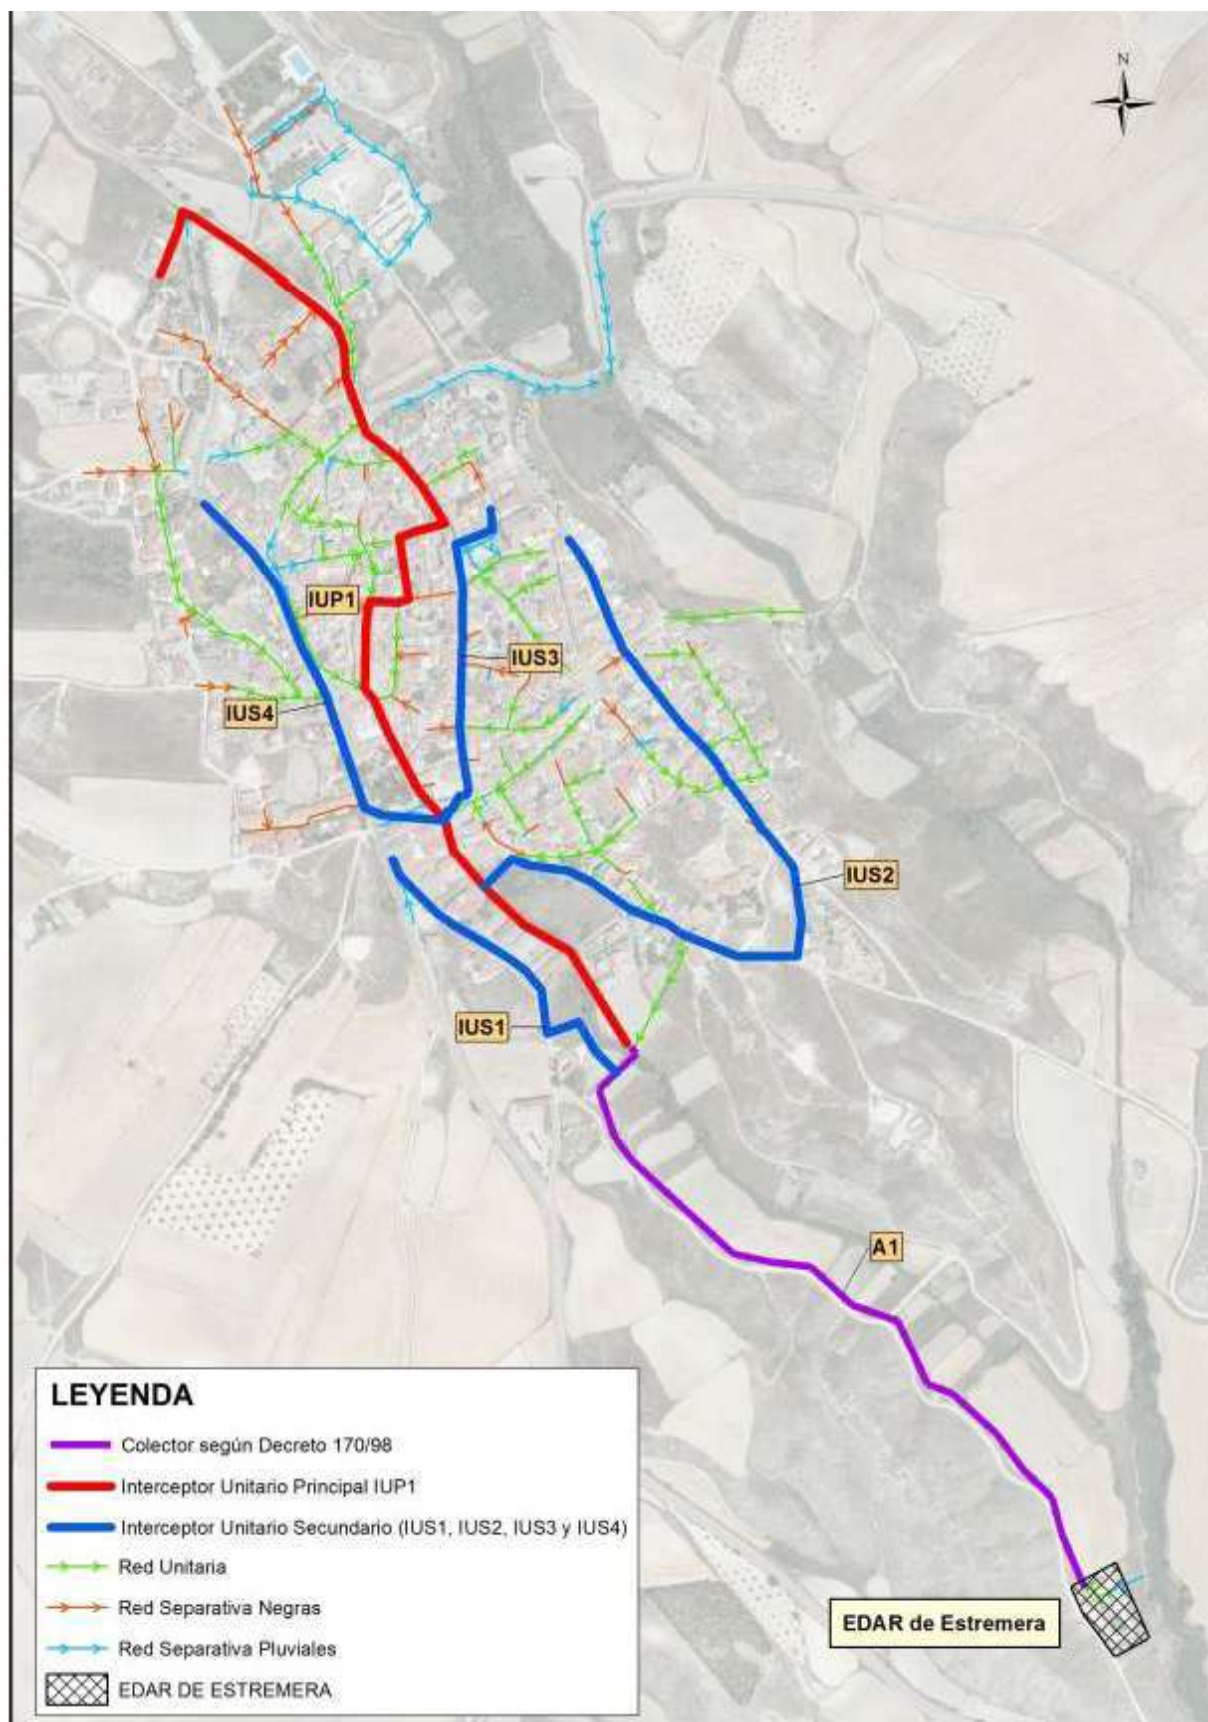 N
IUP1
IUS3
IUS4
IUS2
IUS1
A1
LEYENDA
Colector según Decreto 170/98
Interceptor Unitario Principal IUP1
Interceptor Unitario Secundario (IUS1, IUS2, IUS3 y IUS4)
Red Unitaria
Red Separativa Negras
Red Separativa Pluviales
EDAR DE ESTREMERA
EDAR de Estremera